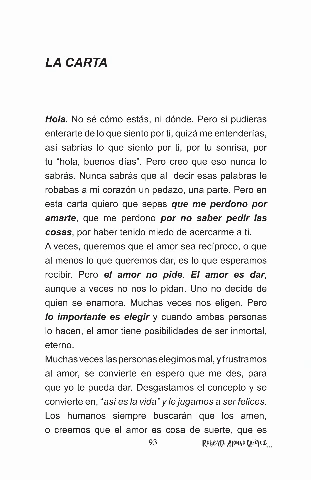 LA CARTA
Hola. No sé cómo estás, ni dónde. Pero si pudieras
enterarte de lo que siento por ti, quizá me entenderías,
así sabrías lo que siento por ti, por tu sonrisa, por
tu “hola, buenos días”. Pero creo que eso nunca lo
sabrás. Nunca sabrás que al decir esas palabras le
robabas a mi corazón un pedazo, una parte. Pero en
esta carta quiero que sepas que me perdono por
amarte, que me perdono por no saber pedir las
cosas, por haber tenido miedo de acercarme a ti.
A veces, queremos que el amor sea recíproco, o que
al menos lo que queremos dar, es lo que esperamos
recibir. Pero el amor no pide. El amor es dar,
aunque a veces no nos lo pidan. Uno no decide de
quien se enamora. Muchas veces nos eligen. Pero
lo importante es elegir y cuando ambas personas
lo hacen, el amor tiene posibilidades de ser inmortal,
eterno.
Muchas veces las personas elegimos mal, y frustramos
al amor, se convierte en espero que me des, para
que yo te pueda dar. Desgastamos el concepto y se
convierte en, “así es la vida” y le jugamos a ser felices.
Los humanos siempre buscarán que los amen,
o creemos que el amor es cosa de suerte, que es
93